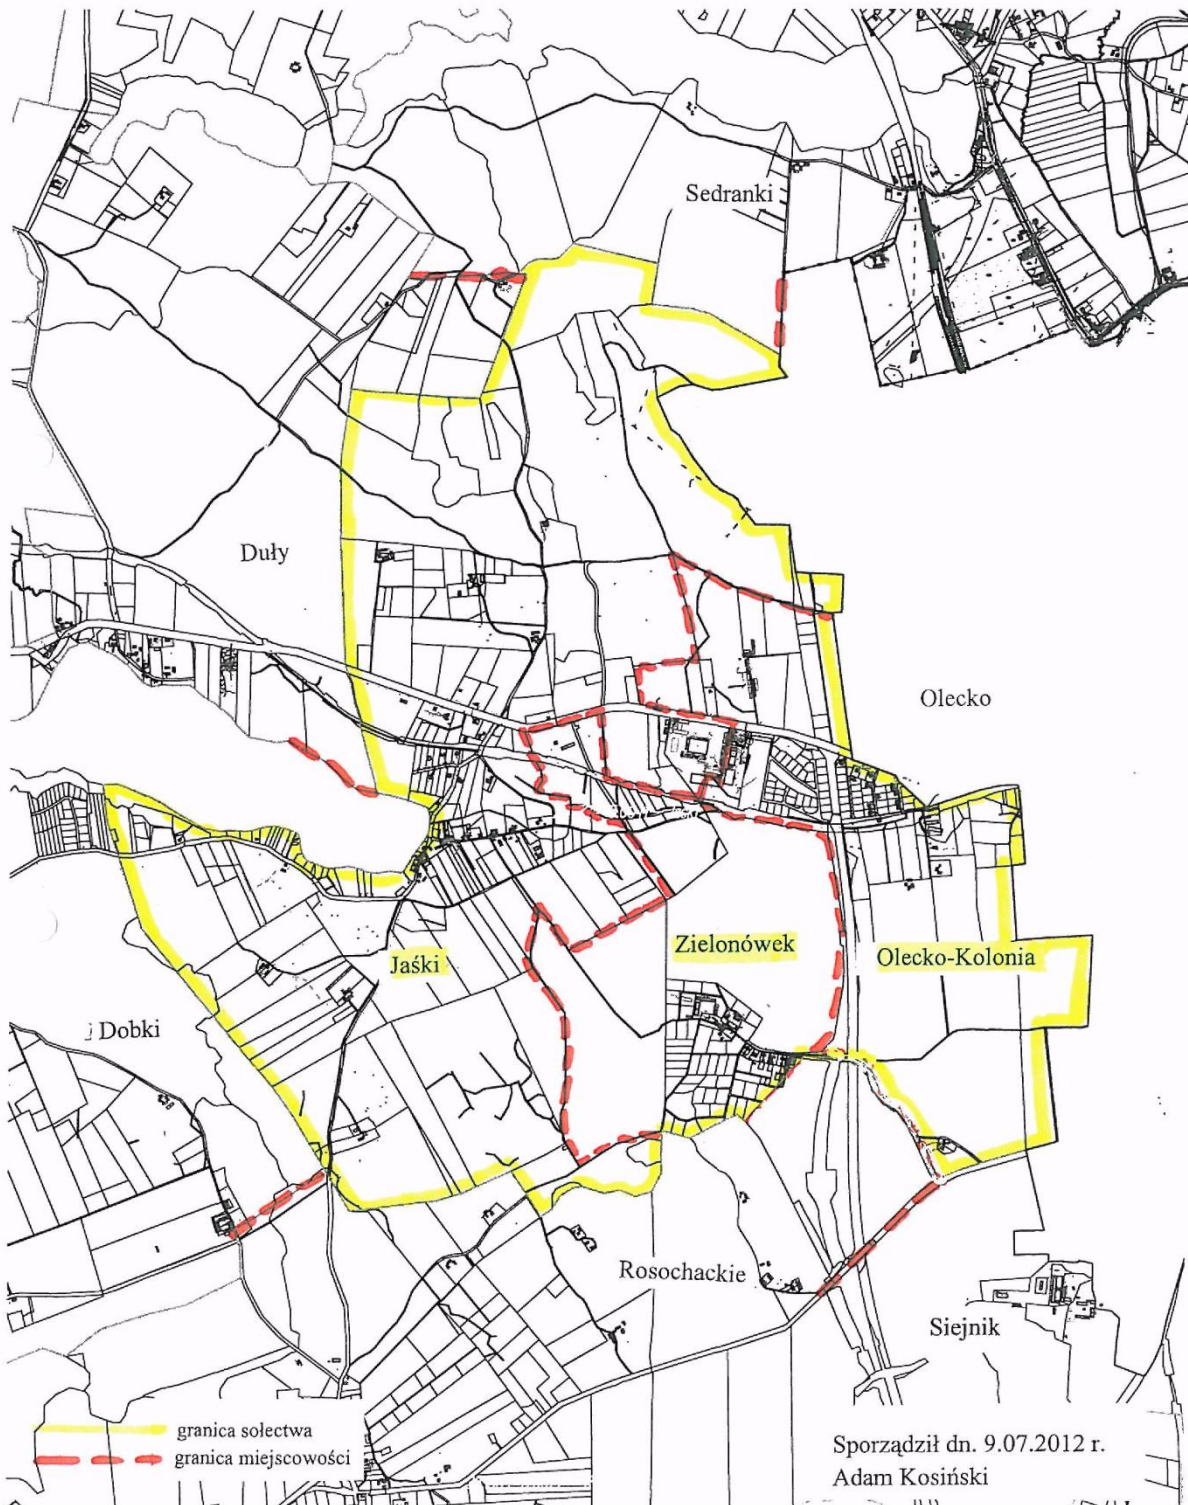 Sedranki
Duły
Olecko
Zielonówek
Jaśki
Olecko-Kolonia
Dobki
Rosochackie
Siejnik
granica sołectwa
granica miejscowości
Sporządził dn. 9.07.2012 r.
Adam Kosiński